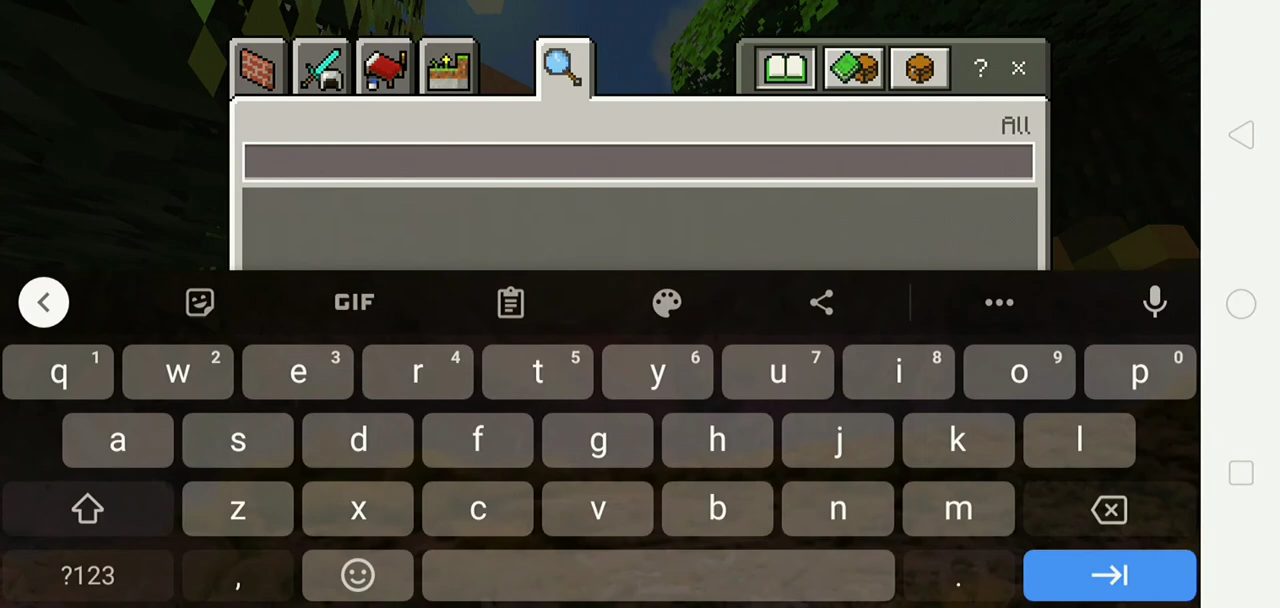 ?
All
GIF
q 1 w 2 e 3 r 4 t 5 y 6 u 7 i 8 o 9 p 0
a s d f g h j k l
z x c v b n m
?123 , .